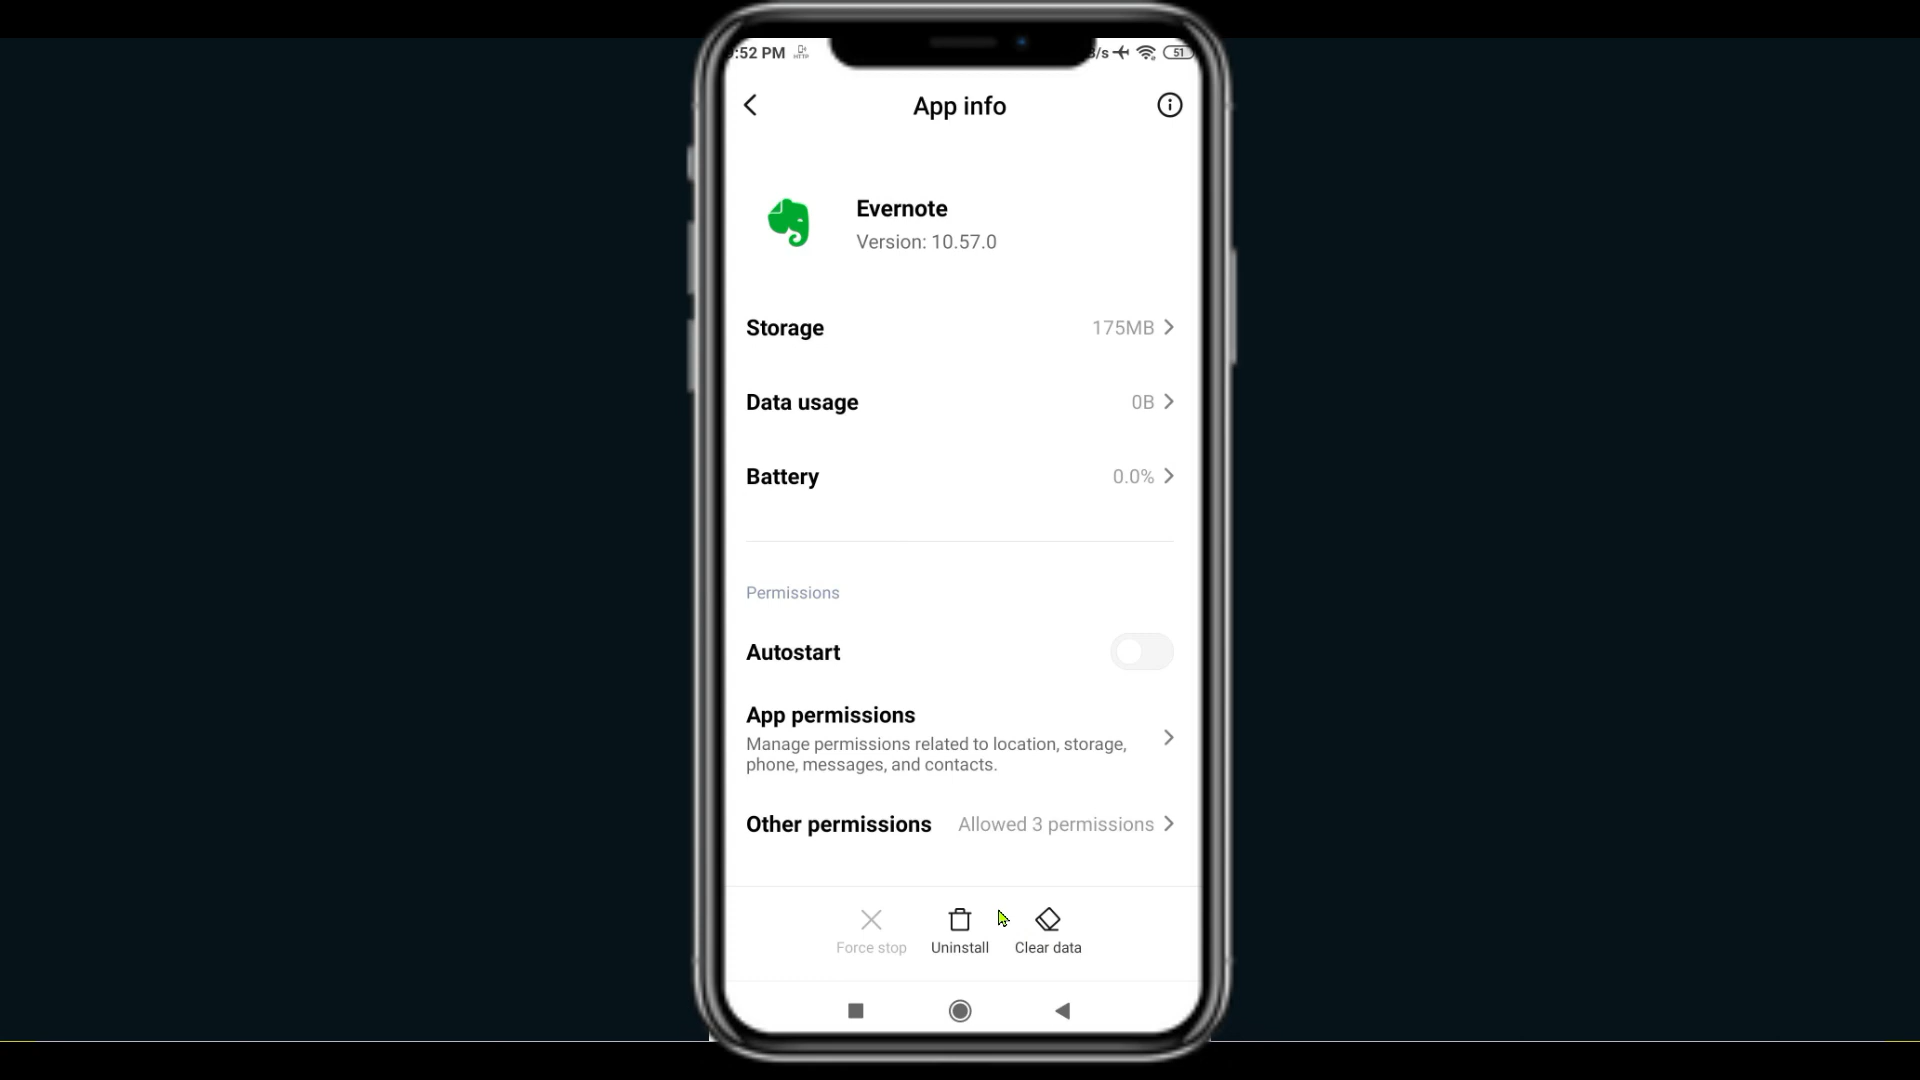 :52 PM
/s 51
App info
Evernote
Version: 10.57.0
Storage 175MB
Data usage 0B
Battery 0.0%
Permissions
Autostart
App permissions
Manage permissions related to location, storage,
phone, messages, and contacts.
Other permissions Allowed 3 permissions
Force stop Uninstall Clear data